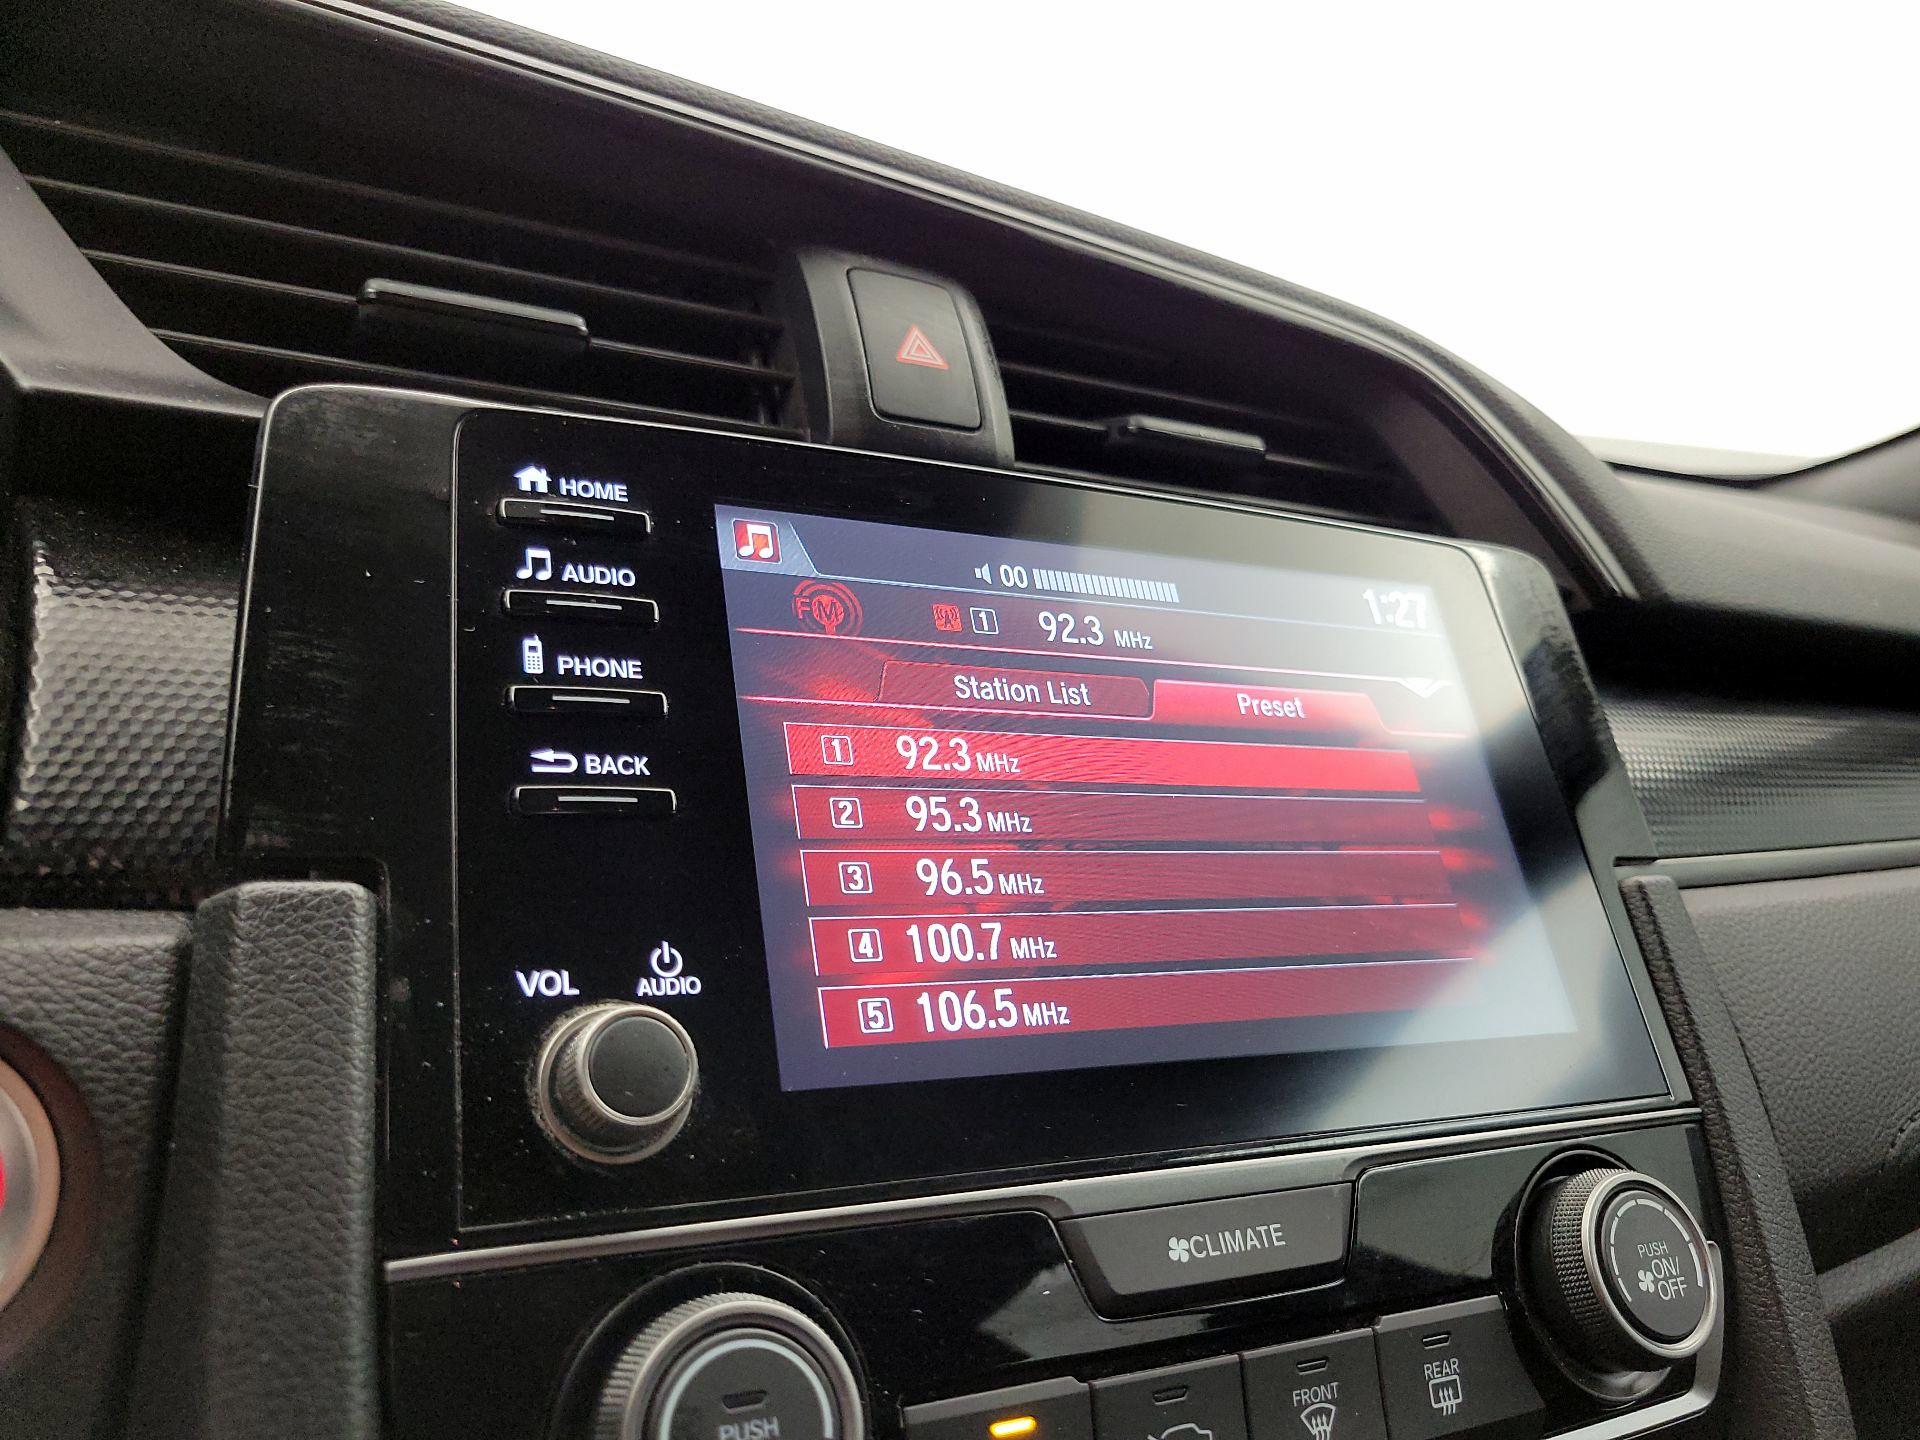 HOME
AUDIO
PHONE
BACK
VOL
AUDIO
00
1:27
FM
1 92.3 MHz
Station List
Preset
1 92.3 MHz
2 95.3 MHz
3 96.5 MHz
4 100.7 MHz
5 106.5 MHz
CLIMATE
PUSH
ON/
OFF
PUSH
FRONT
REAR